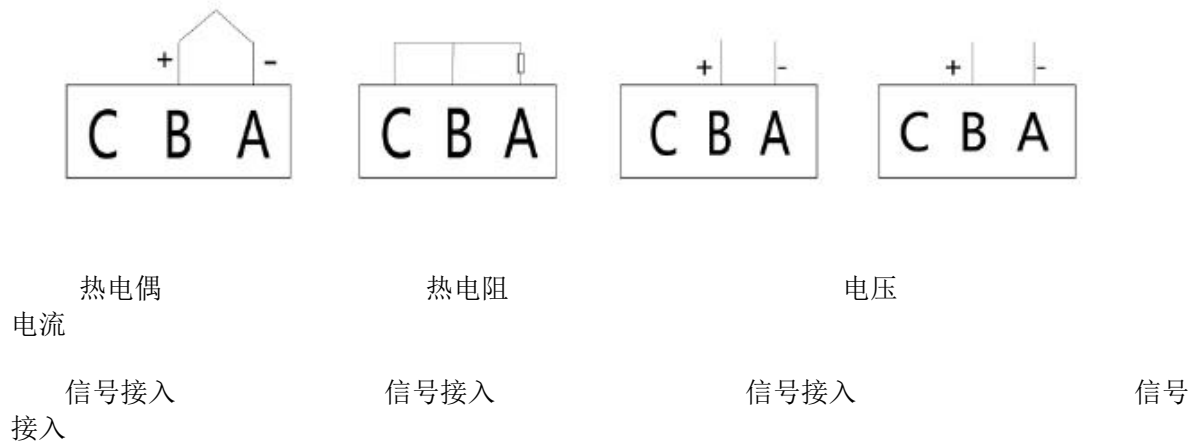 + - + - + -
C B A C B A C B A C B A
热电偶 热电阻 电压
电流
信号接入 信号接入 信号接入 信号
接入